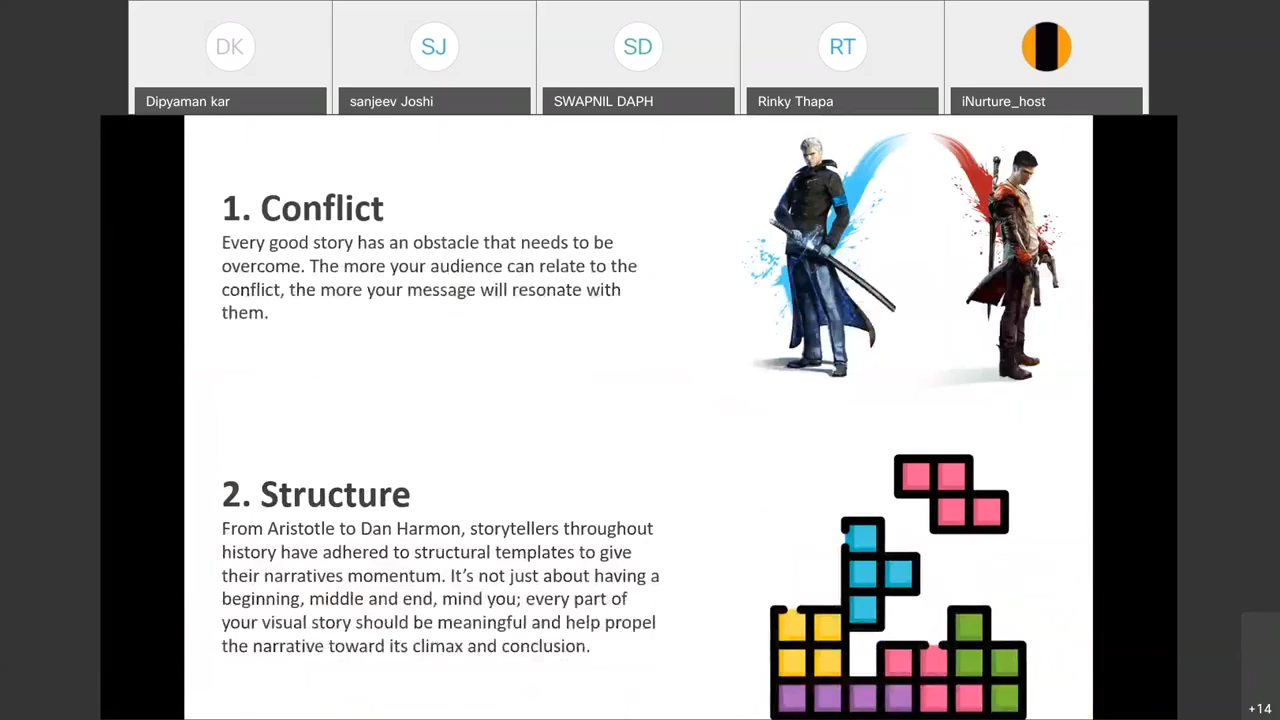 DK
SJ
SD
RT
Dipyaman kar
sanjeev Joshi
SWAPNIL DAPH
Rinky Thapa
iNurture_host
1. Conflict
Every good story has an obstacle that needs to be
overcome. The more your audience can relate to the
conflict, the more your message will resonate with
them.
2. Structure
From Aristotle to Dan Harmon, storytellers throughout
history have adhered to structural templates to give
their narratives momentum. It’s not just about having a
beginning, middle and end, mind you; every part of
your visual story should be meaningful and help propel
the narrative toward its climax and conclusion.
+14